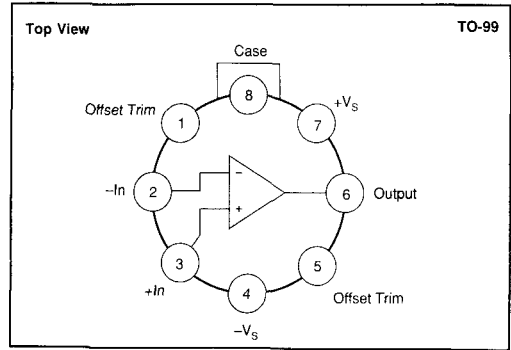 Top View
TO-99
Case
8
Offset Trim
1
7
+VS
−In
2
−
6
Output
+
3
+In
5
Offset Trim
4
−VS